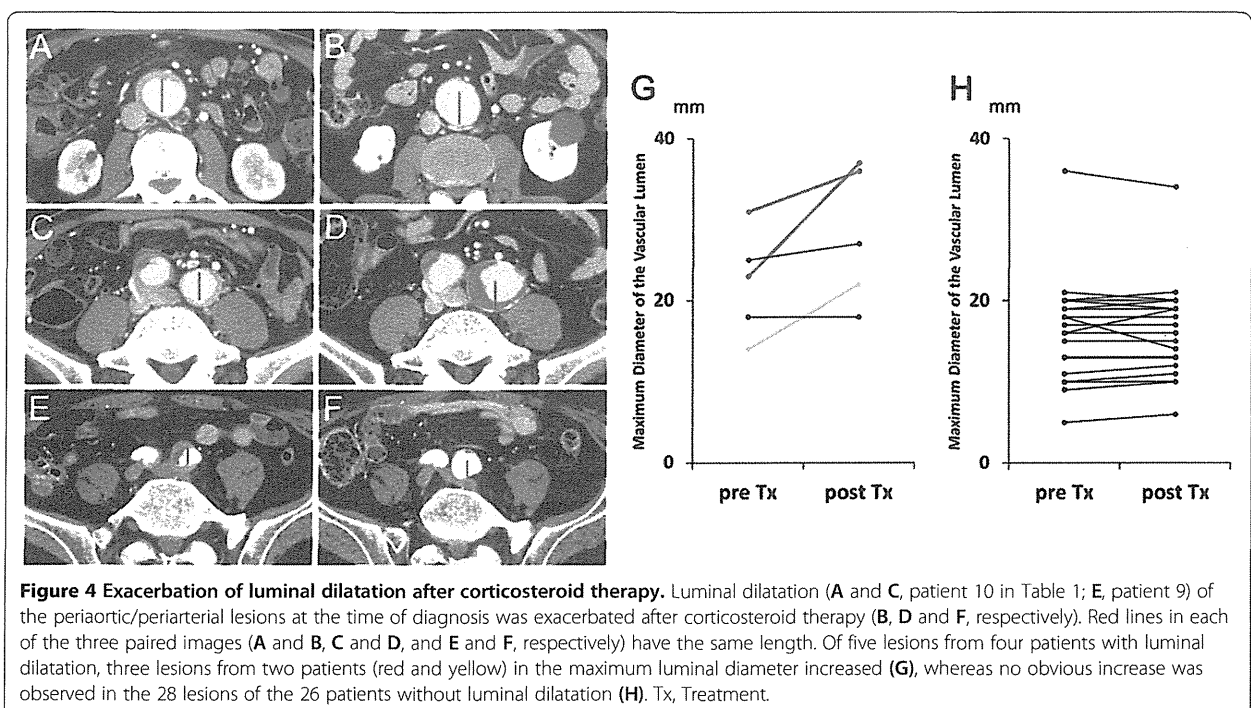 A
B
C
D
E
F
G
mm
Maximum Diameter of the Vascular Lumen
40
20
0
pre Tx
post Tx
H
mm
Maximum Diameter of the Vascular Lumen
40
20
0
pre Tx
post Tx
Figure 4 Exacerbation of luminal dilatation after corticosteroid therapy. Luminal dilatation (A and C, patient 10 in Table 1; E, patient 9) of
the periaortic/periarterial lesions at the time of diagnosis was exacerbated after corticosteroid therapy (B, D and F, respectively). Red lines in each
of the three paired images (A and B, C and D, and E and F, respectively) have the same length. Of five lesions from four patients with luminal
dilatation, three lesions from two patients (red and yellow) in the maximum luminal diameter increased (G), whereas no obvious increase was
observed in the 28 lesions of the 26 patients without luminal dilatation (H). Tx, Treatment.